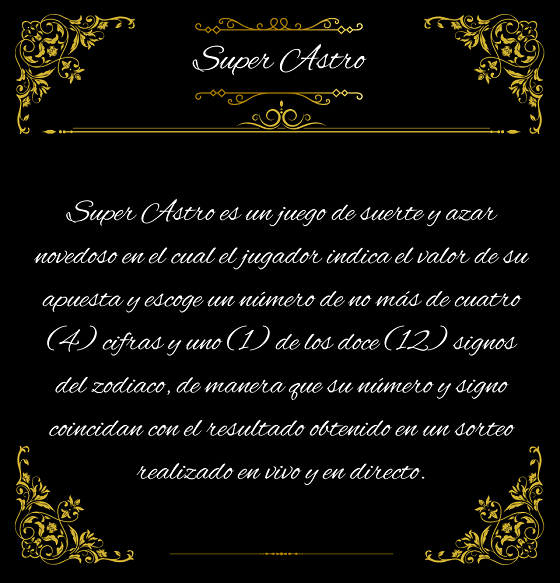 Super Astro
Super Astro es un juego de suerte y azar
novedoso en el cual el jugador indica el valor de su
apuesta y escoge un número de no más de cuatro
(4) cifras y uno (1) de los doce (12) signos
del zodiaco, de manera que su número y signo
coincidan con el resultado obtenido en un sorteo
realizado en vivo y en directo.